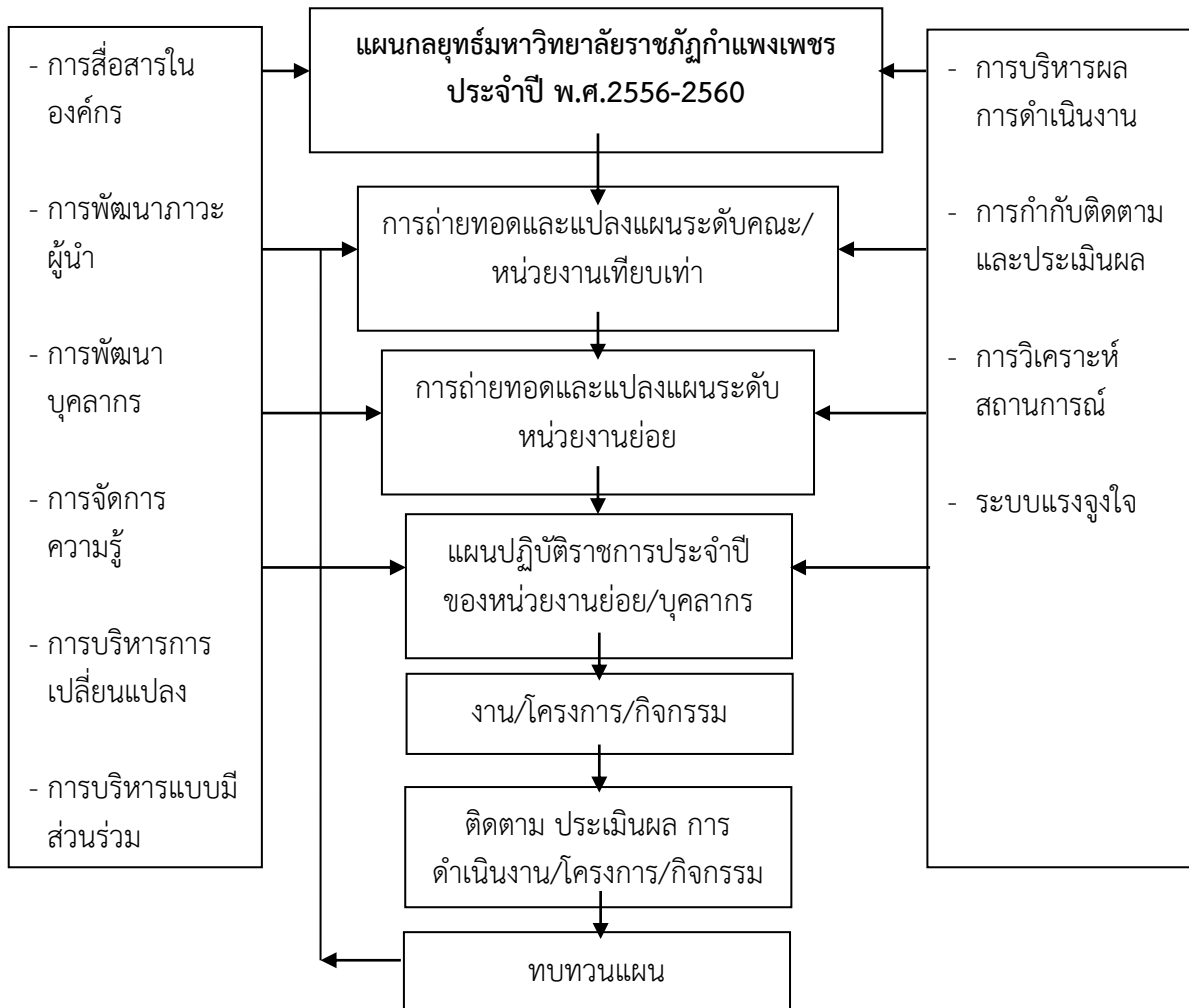 - การสื่อสารใน
องค์กร
- การพัฒนาภาวะ
ผู้นำ
- การพัฒนา
บุคลากร
- การจัดการ
ความรู้
- การบริหารการ
เปลี่ยนแปลง
- การบริหารแบบมี
ส่วนร่วม
แผนกลยุทธ์มหาวิทยาลัยราชภัฏกำแพงเพชร
ประจำปี พ.ศ.2556-2560
การถ่ายทอดและแปลงแผนระดับคณะ/
หน่วยงานเทียบเท่า
การถ่ายทอดและแปลงแผนระดับ
หน่วยงานย่อย
แผนปฏิบัติราชการประจำปี
ของหน่วยงานย่อย/บุคลากร
งาน/โครงการ/กิจกรรม
ติดตาม ประเมินผล การ
ดำเนินงาน/โครงการ/กิจกรรม
ทบทวนแผน
- การบริหารผล
การดำเนินงาน
- การกำกับติดตาม
และประเมินผล
- การวิเคราะห์
สถานการณ์
- ระบบแรงจูงใจ